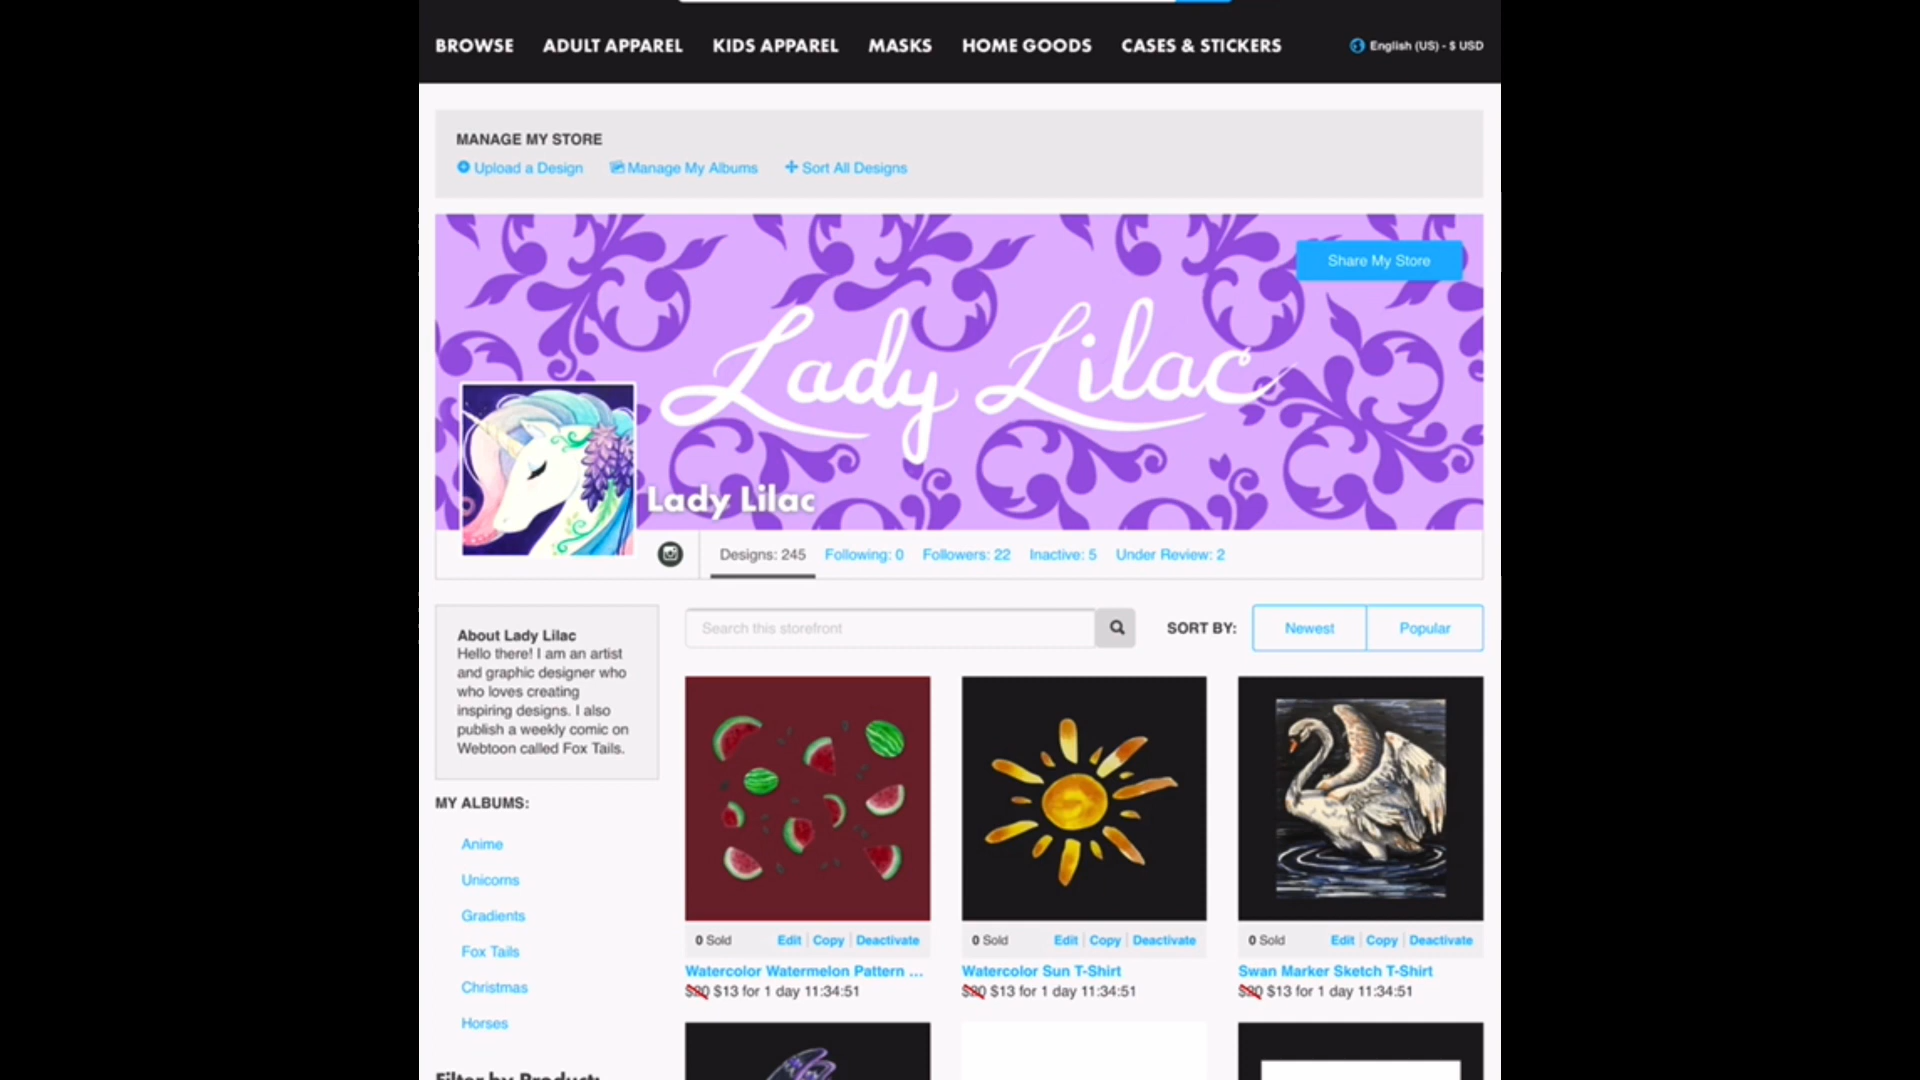 BROWSE ADULT APPAREL KIDS APPAREL MASKS HOME GOODS CASES & STICKERS English (US) - $ USD
MANAGE MY STORE
Upload a Design Manage My Albums Sort All Designs
Share My Store
Lady Lilac
Lady Lilac
Designs: 245 Following: 0 Followers: 22 Inactive: 5 Under Review: 2
About Lady Lilac
Hello there! I am an artist
and graphic designer who
who loves creating
inspiring designs. I also
publish a weekly comic on
Webtoon called Fox Tails.
MY ALBUMS:
Anime
Unicorns
Gradients
Fox Tails
Christmas
Horses
Filter by Product:
Search this storefront
SORT BY: Newest Popular
0 Sold Edit Copy Deactivate
Watercolor Watermelon Pattern ...
$20 $13 for 1 day 11:34:51
0 Sold Edit Copy Deactivate
Watercolor Sun T-Shirt
$20 $13 for 1 day 11:34:51
0 Sold Edit Copy Deactivate
Swan Marker Sketch T-Shirt
$20 $13 for 1 day 11:34:51